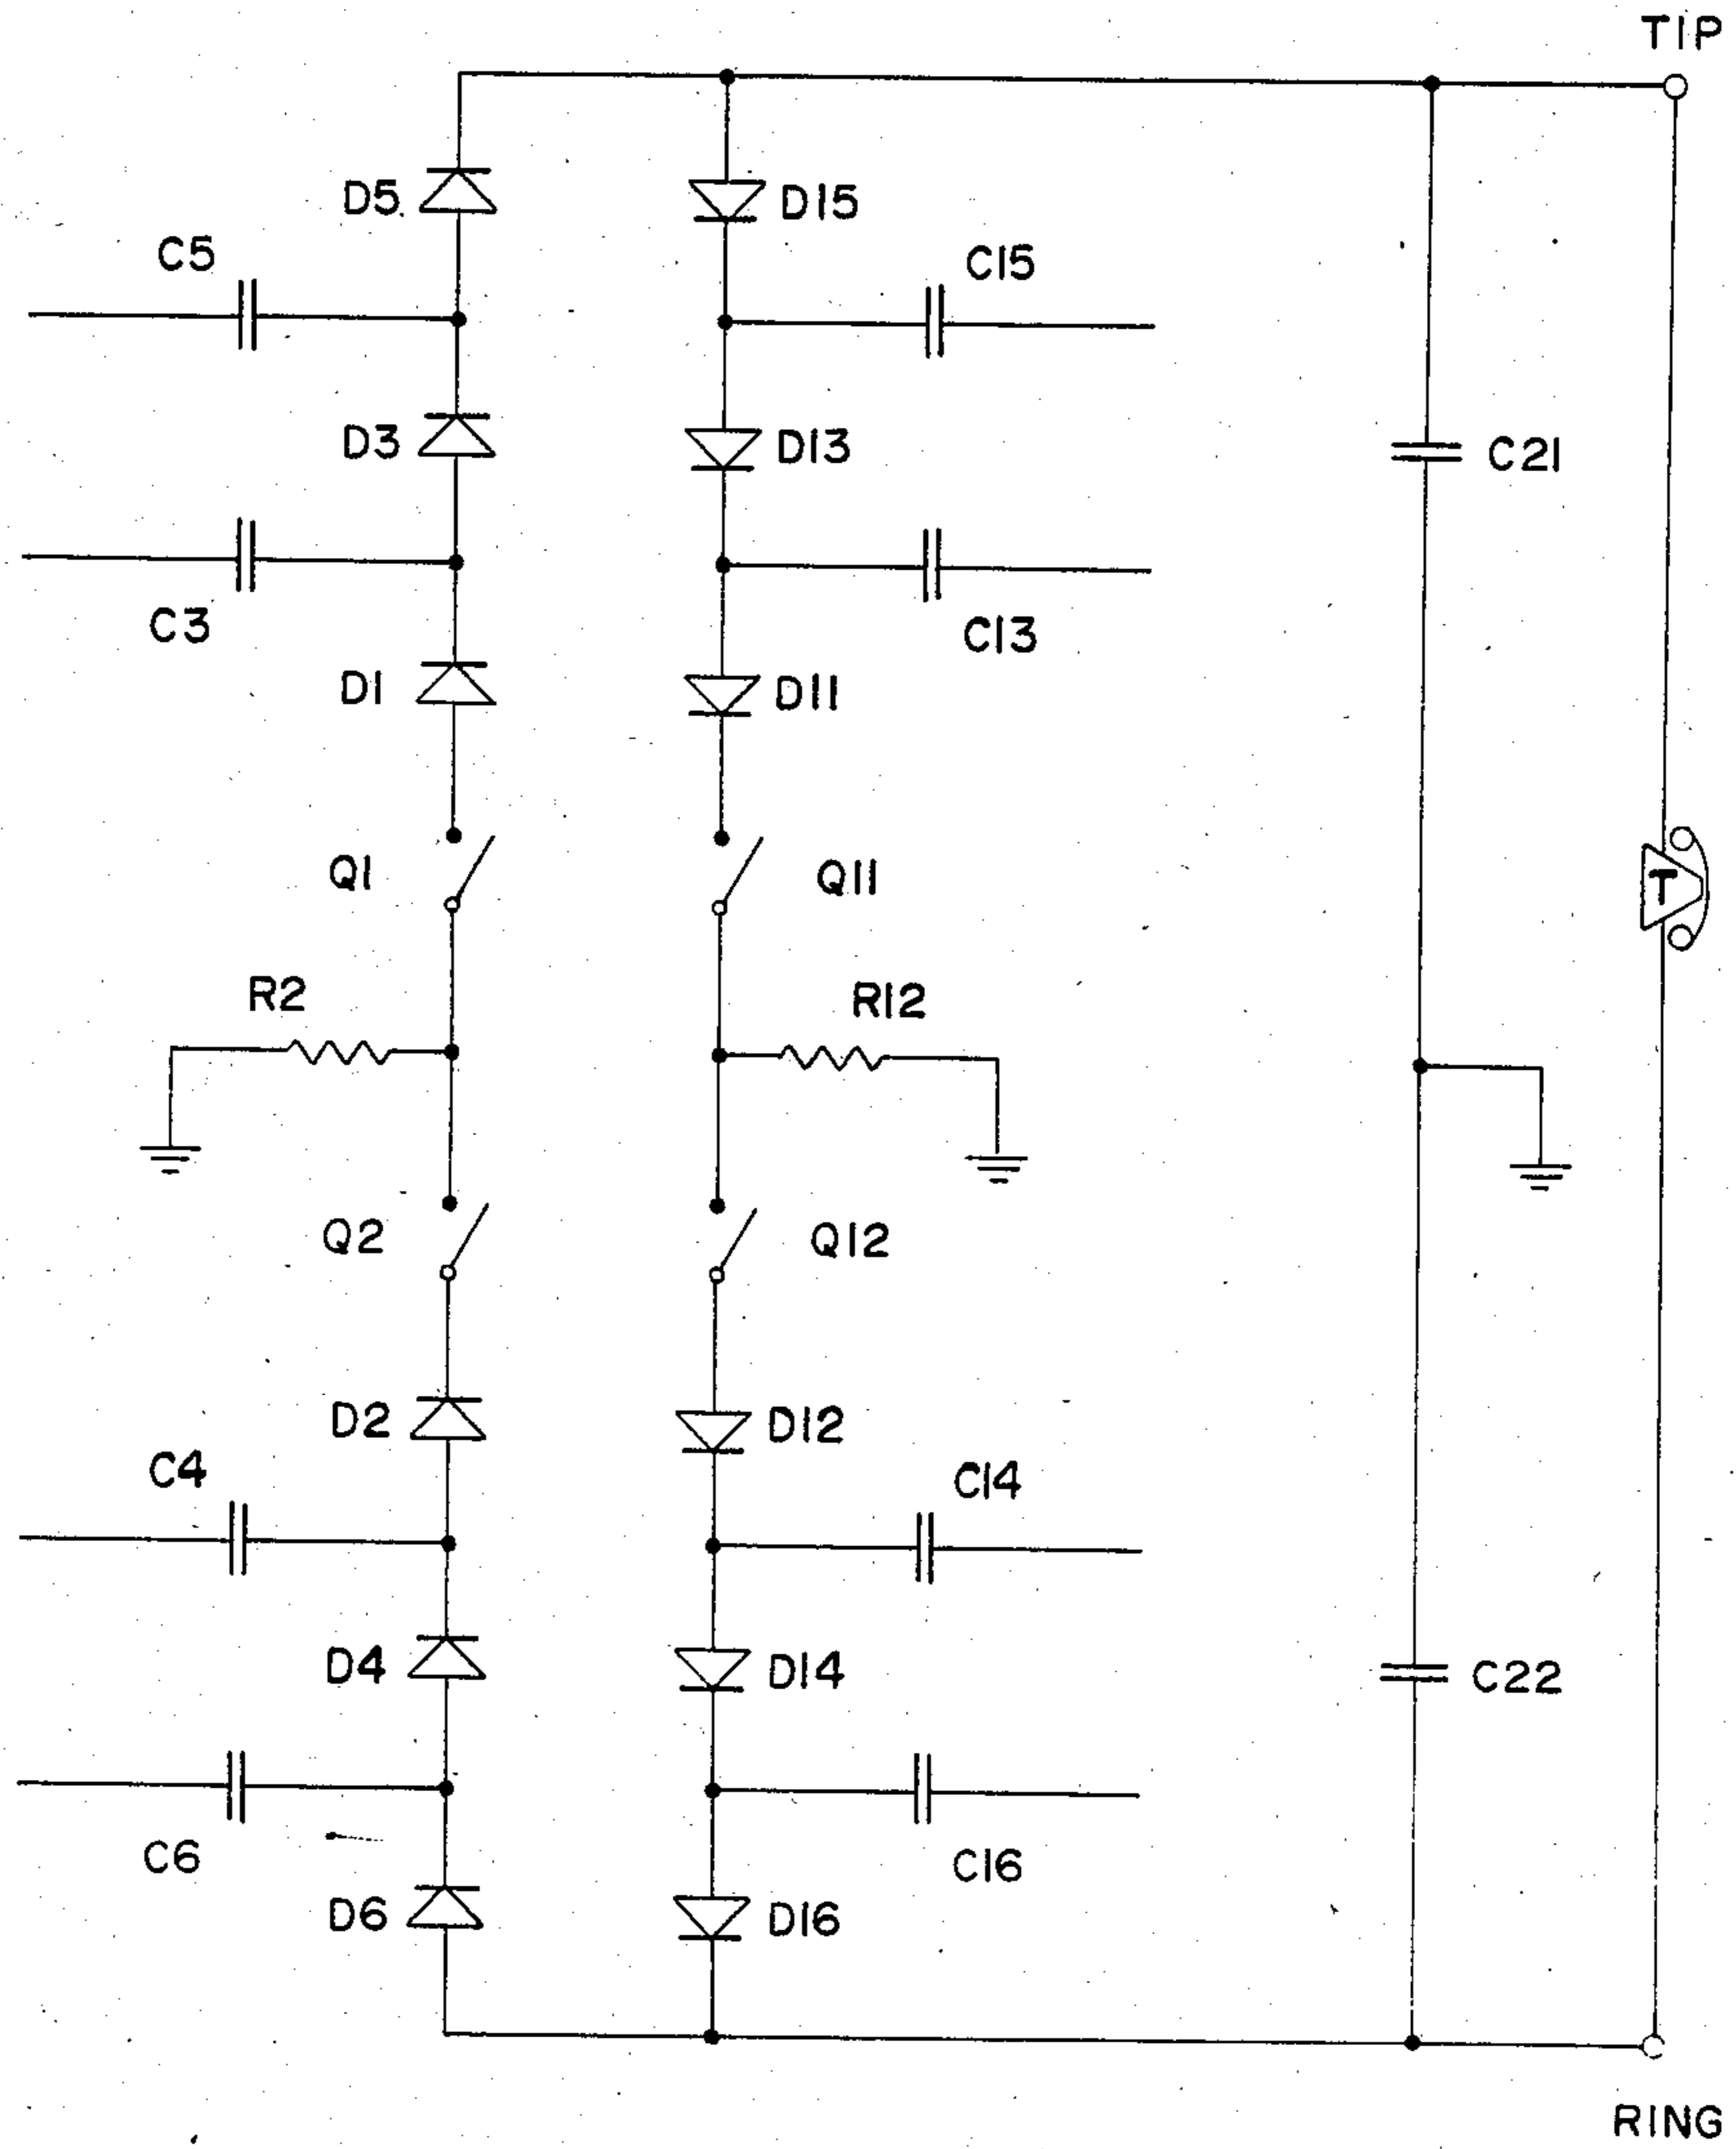 TIP
D5
D15
C5
C15
D3
D13
C21
C3
C13
D1
D11
Q1
Q11
T
R2
R12
Q2
Q12
D2
D12
C4
C14
D4
D14
C22
C6
C16
D6
D16
RING